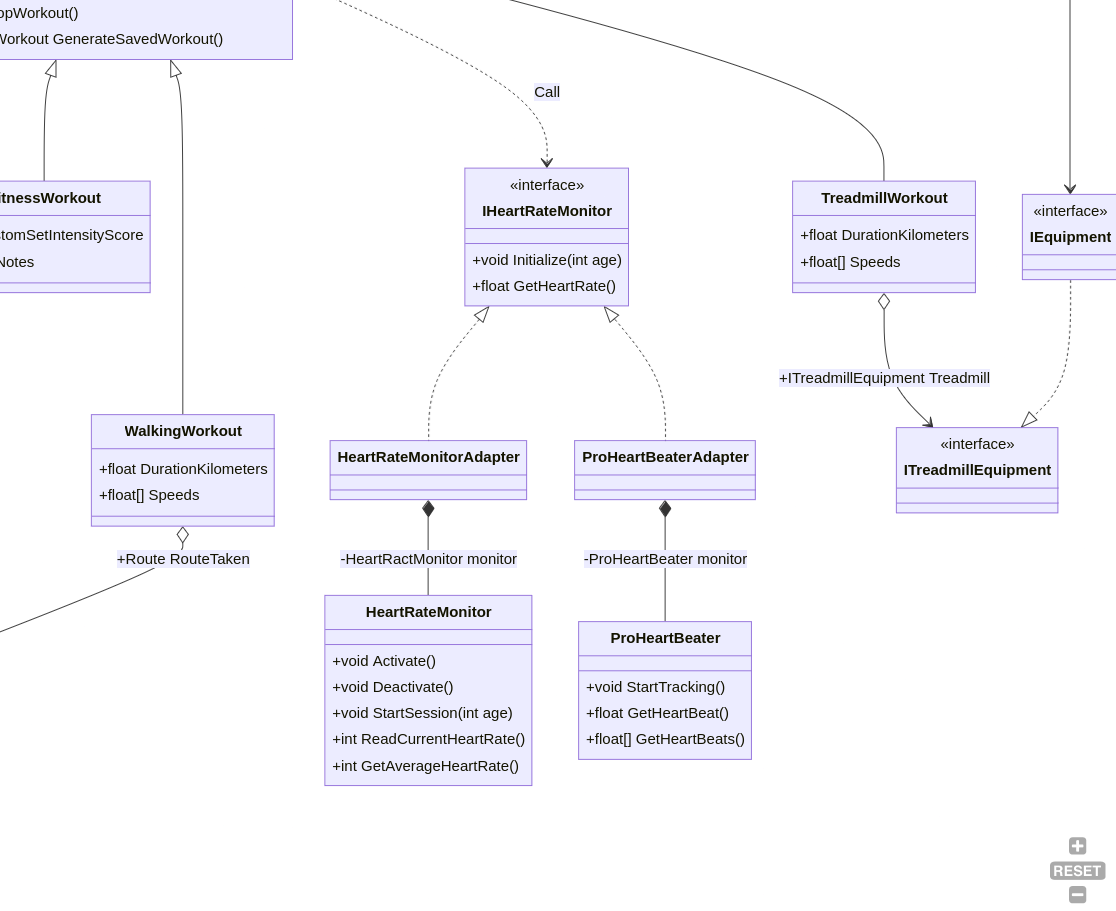 opWorkout()
Workout GenerateSavedWorkout()
Call
itnessWorkout
tomSetIntensityScore
Notes
«interface»
IHeartRateMonitor
+void Initialize(int age)
+float GetHeartRate()
TreadmillWorkout
+float DurationKilometers
+float[] Speeds
«interface»
IEquipment
+ITreadmillEquipment Treadmill
WalkingWorkout
+float DurationKilometers
+float[] Speeds
HeartRateMonitorAdapter
ProHeartBeaterAdapter
«interface»
ITreadmillEquipment
+Route RouteTaken
-HeartRactMonitor monitor
-ProHeartBeater monitor
HeartRateMonitor
+void Activate()
+void Deactivate()
+void StartSession(int age)
+int ReadCurrentHeartRate()
+int GetAverageHeartRate()
ProHeartBeater
+void StartTracking()
+float GetHeartBeat()
+float[] GetHeartBeats()
RESET